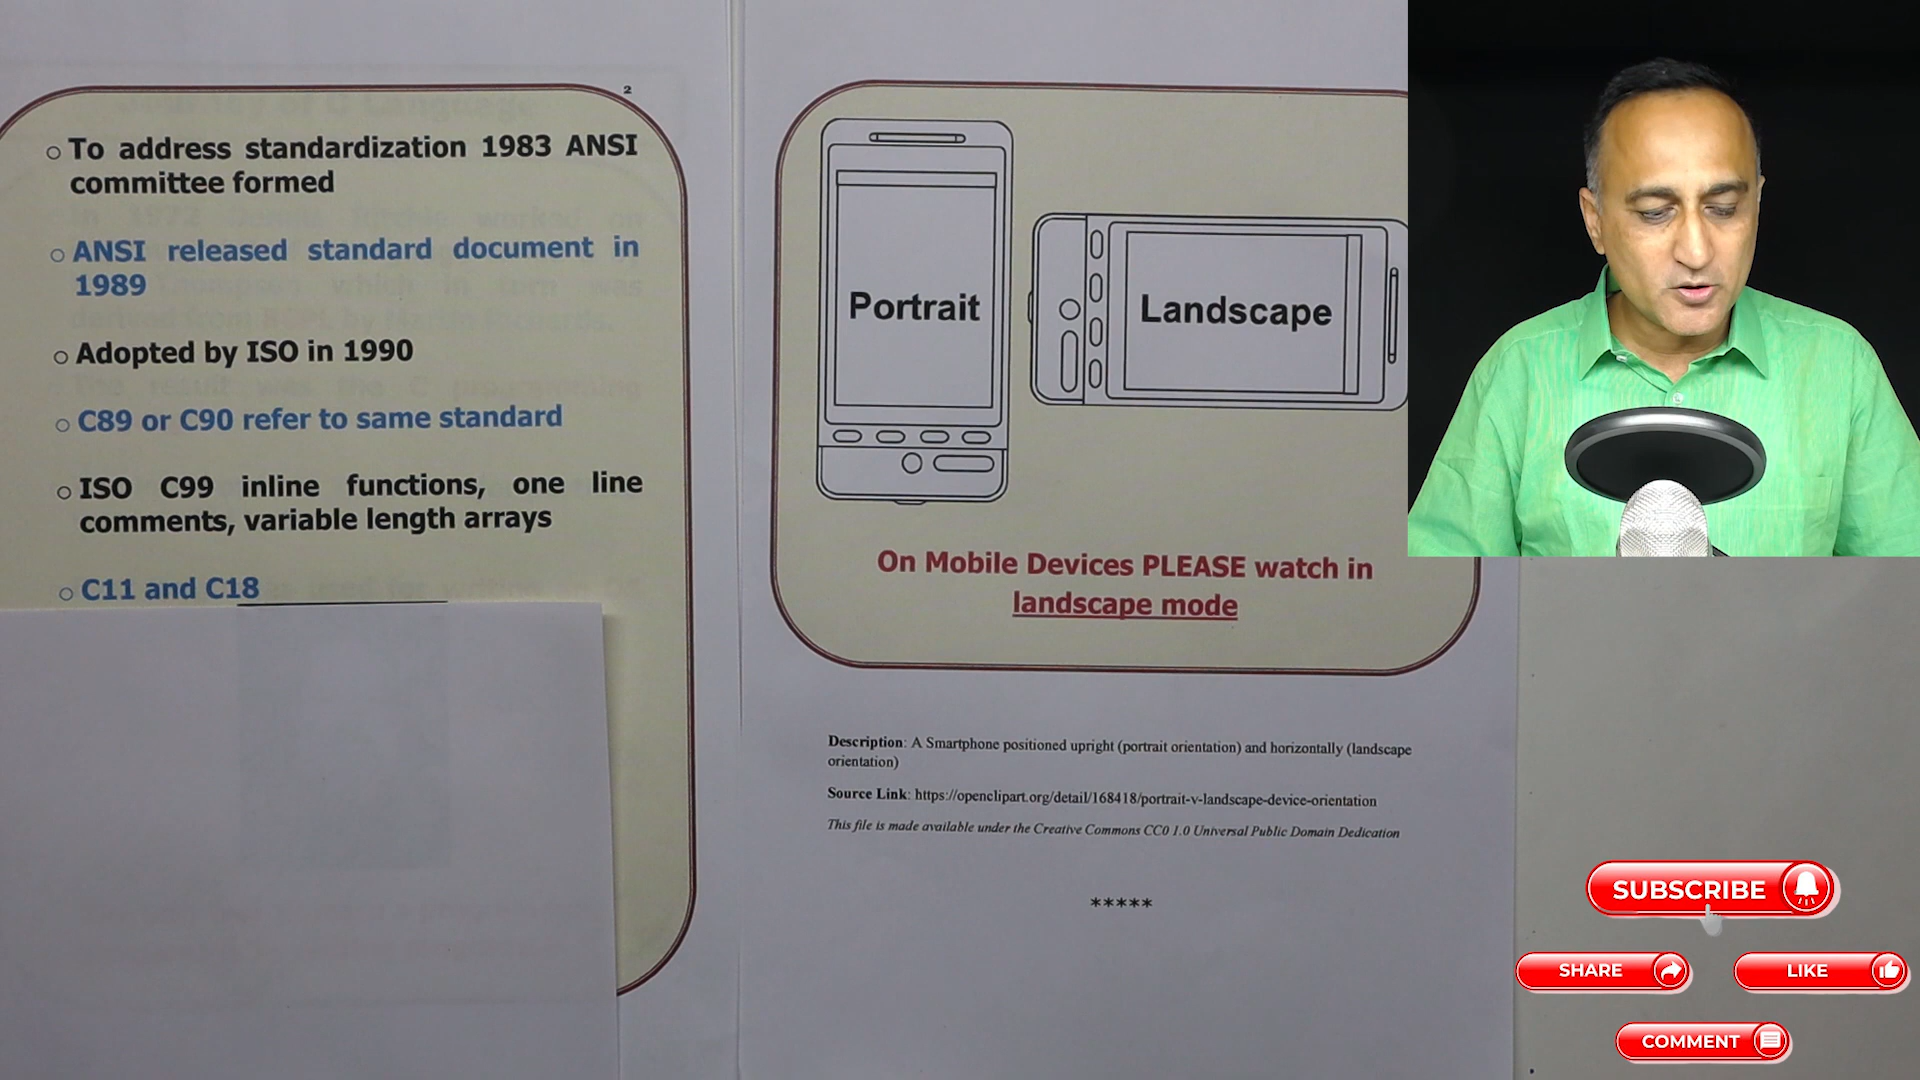 2
○ To address standardization 1983 ANSI
committee formed
○ ANSI released standard document in
1989
○ Adopted by ISO in 1990
○ C89 or C90 refer to same standard
○ ISO C99 inline functions, one line
comments, variable length arrays
○ C11 and C18
Portrait
Landscape
On Mobile Devices PLEASE watch in
landscape mode
Description: A Smartphone positioned upright (portrait orientation) and horizontally (landscape
orientation)
Source Link: https://openclipart.org/detail/168418/portrait-v-landscape-device-orientation
This file is made available under the Creative Commons CC0 1.0 Universal Public Domain Dedication
*****
SUBSCRIBE
SHARE
LIKE
COMMENT